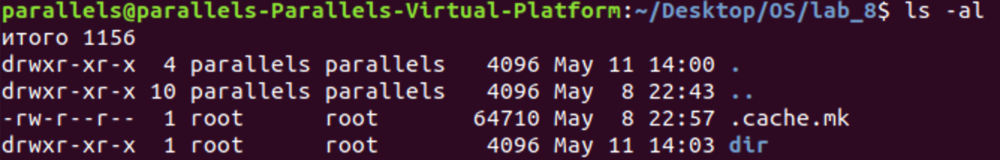 parallels@parallels-Parallels-Virtual-Platform:~/Desktop/OS/lab_8$ ls -al
итого 1156
drwxr-xr-x  4 parallels parallels   4096 May 11 14:00 .
drwxr-xr-x 10 parallels parallels   4096 May  8 22:43 ..
-rw-r--r--  1 root      root       64710 May  8 22:57 .cache.mk
drwxr-xr-x  1 root      root        4096 May 11 14:03 dir